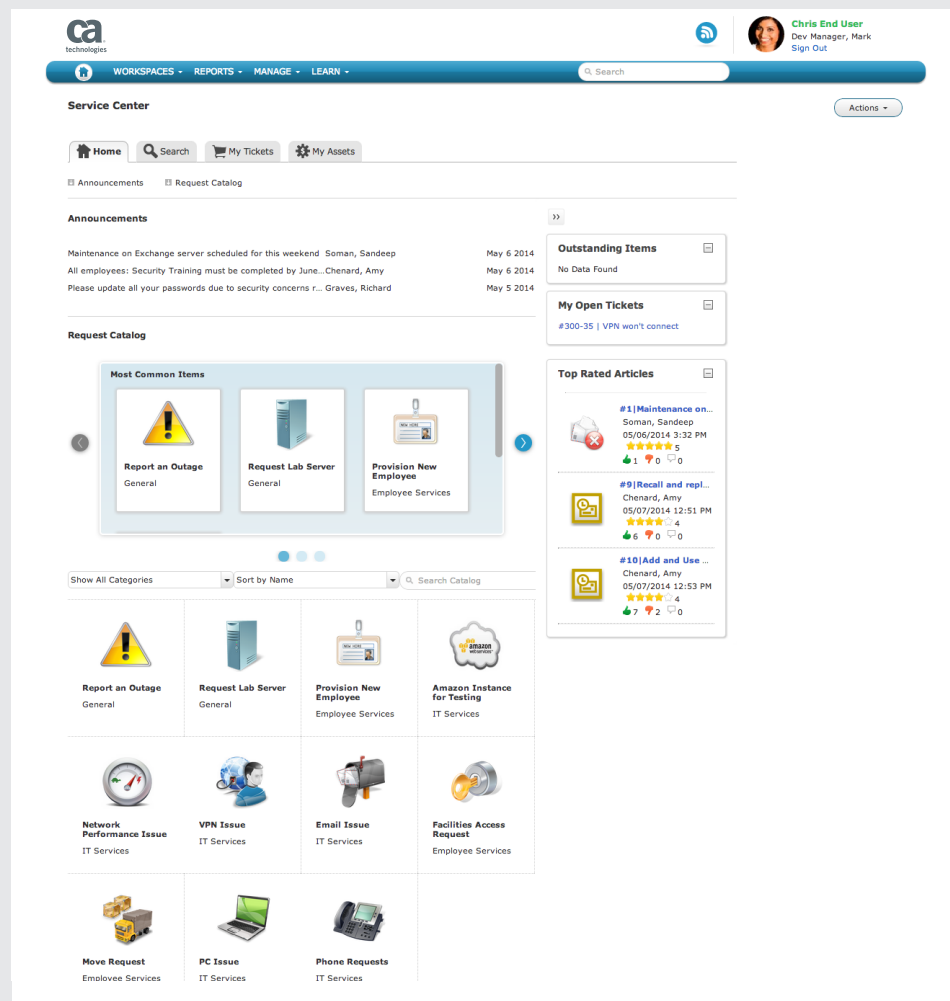 ca
technologies
Chris End User
Dev Manager, Mark
Sign Out
WORKSPACES REPORTS MANAGE LEARN
Search
Service Center
Actions
Home Search My Tickets My Assets
Announcements Request Catalog
Announcements
Maintenance on Exchange server scheduled for this weekend Soman, Sandeep May 6 2014
All employees: Security Training must be completed by June... Chenard, Amy May 6 2014
Please update all your passwords due to security concerns r... Graves, Richard May 5 2014
Request Catalog
Most Common Items
Report an Outage
General
NEW HIRE
Request Lab Server
General
Provision New
Employee
Employee Services
Show All Categories
Sort by Name
Search Catalog
Report an Outage
General
Request Lab Server
General
NEW HIRE
Provision New
Employee
Employee Services
amazon
webservices
Amazon Instance
for Testing
IT Services
Network
Performance Issue
IT Services
VPN Issue
IT Services
Email Issue
IT Services
Facilities Access
Request
Employee Services
Move Request
Employee Services
PC Issue
IT Services
Phone Requests
IT Services
Outstanding Items
No Data Found
My Open Tickets
#300-35 | VPN won't connect
Top Rated Articles
#1|Maintenance on...
Soman, Sandeep
05/06/2014 3:32 PM
5
1 0 0
#9|Recall and repl...
Chenard, Amy
05/07/2014 12:51 PM
4
6 0 0
#10|Add and Use ...
Chenard, Amy
05/07/2014 12:53 PM
4
7 2 0